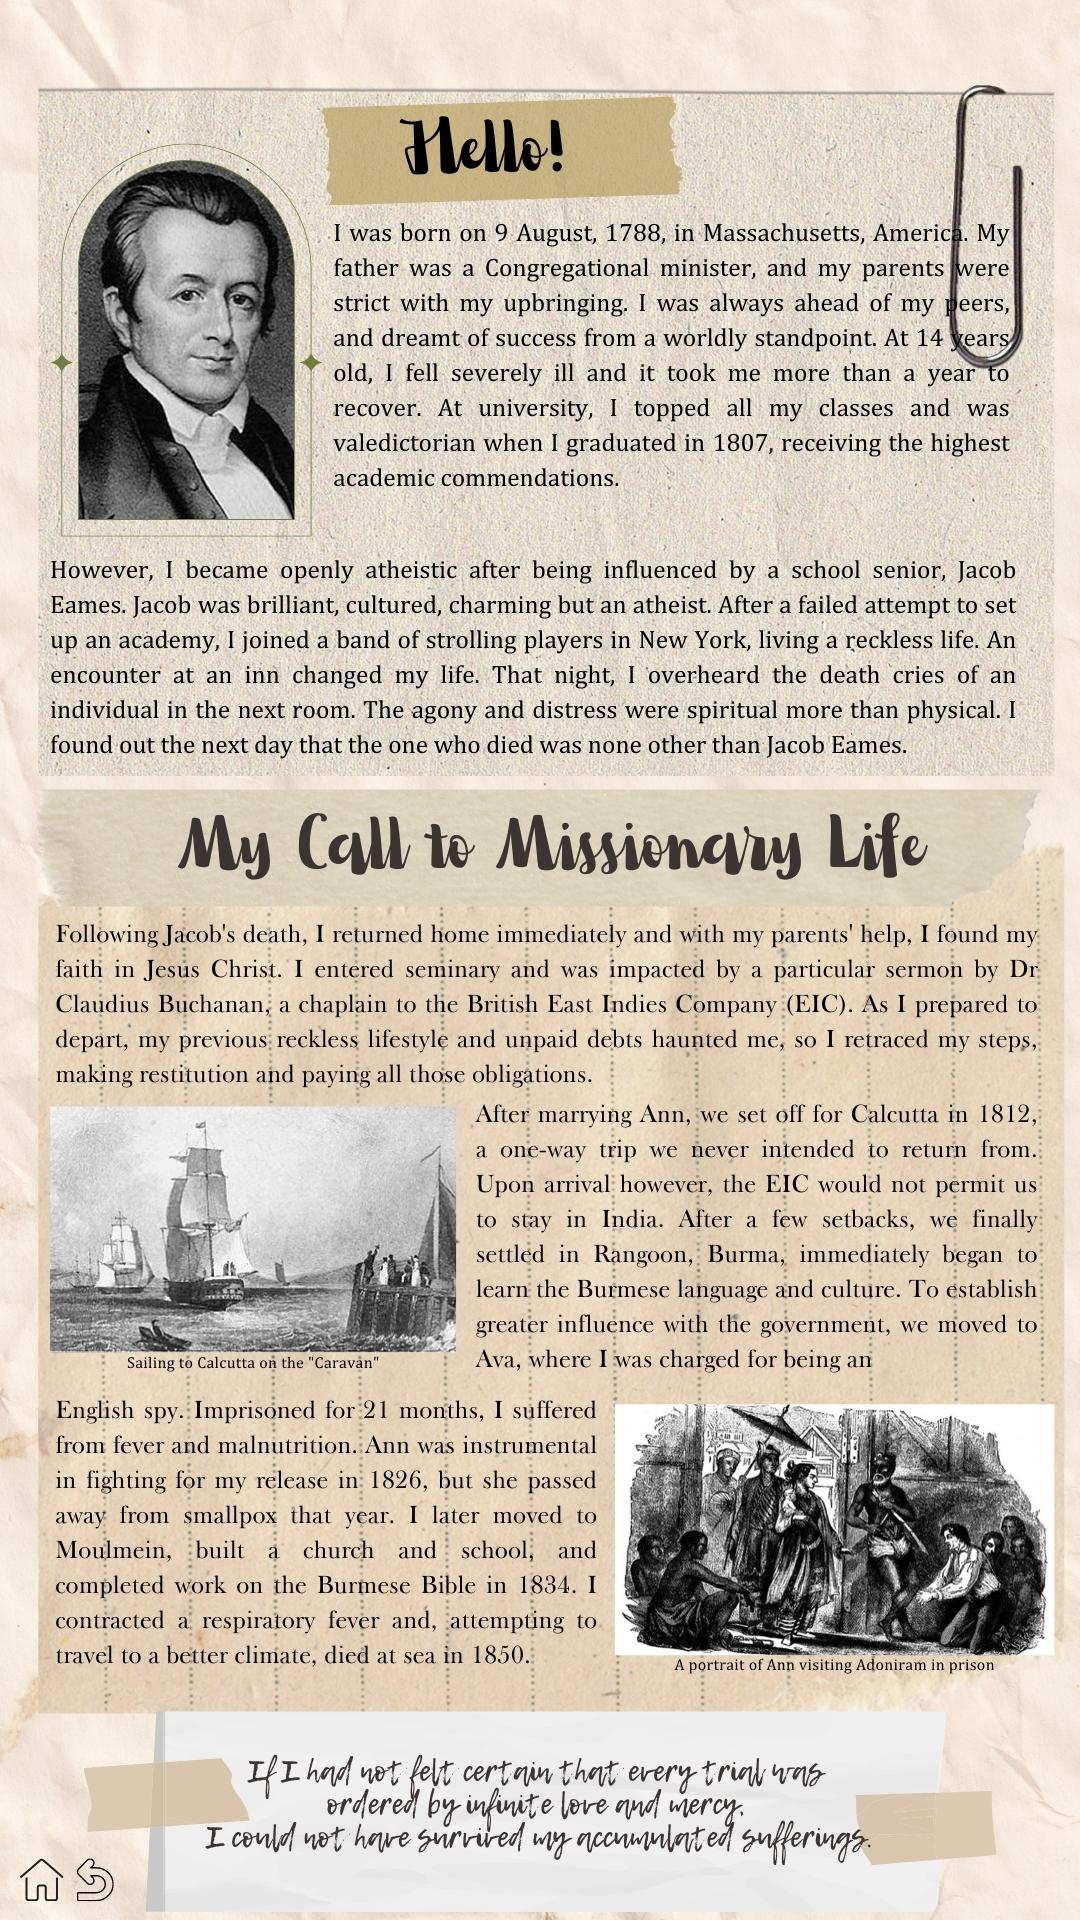 Hello!
I was born on 9 August, 1788, in Massachusetts, America. My
father was a Congregational minister, and my parents were
strict with my upbringing. I was always ahead of my peers,
and dreamt of success from a worldly standpoint. At 14 years
old, I fell severely ill and it took me more than a year to
recover. At university, I topped all my classes and was
valedictorian when I graduated in 1807, receiving the highest
academic commendations.
However, I became openly atheistic after being influenced by a school senior, Jacob
Eames. Jacob was brilliant, cultured, charming but an atheist. After a failed attempt to set
up an academy, I joined a band of strolling players in New York, living a reckless life. An
encounter at an inn changed my life. That night, I overheard the death cries of an
individual in the next room. The agony and distress were spiritual more than physical. I
found out the next day that the one who died was none other than Jacob Eames.
My Call to Missionary Life
Following Jacob's death, I returned home immediately and with my parents' help, I found my
faith in Jesus Christ. I entered seminary and was impacted by a particular sermon by Dr
Claudius Buchanan, a chaplain to the British East Indies Company (EIC). As I prepared to
depart, my previous reckless lifestyle and unpaid debts haunted me, so I retraced my steps,
making restitution and paying all those obligations.
After marrying Ann, we set off for Calcutta in 1812,
a one-way trip we never intended to return from.
Upon arrival however, the EIC would not permit us
to stay in India. After a few setbacks, we finally
settled in Rangoon, Burma, immediately began to
learn the Burmese language and culture. To establish
greater influence with the government, we moved to
Ava, where I was charged for being an
Sailing to Calcutta on the "Caravan"
English spy. Imprisoned for 21 months, I suffered
from fever and malnutrition. Ann was instrumental
in fighting for my release in 1826, but she passed
away from smallpox that year. I later moved to
Moulmein, built a church and school, and
completed work on the Burmese Bible in 1834. I
contracted a respiratory fever and, attempting to
travel to a better climate, died at sea in 1850.
A portrait of Ann visiting Adoniram in prison
If I had not felt certain that every trial was
ordered by infinite love and mercy,
I could not have survived my accumulated sufferings.